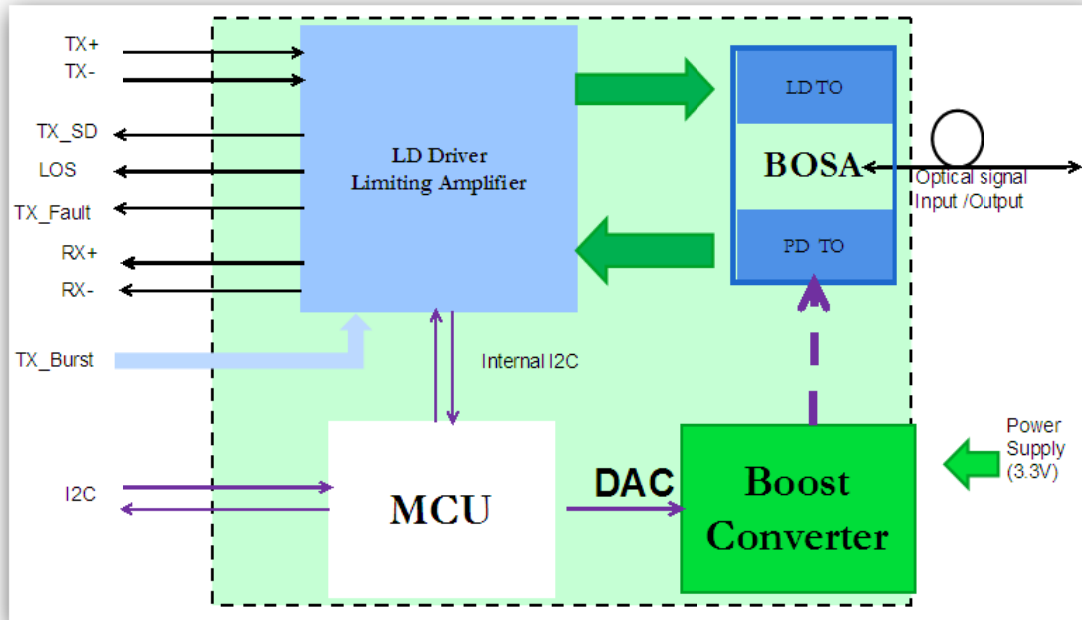 TX+
TX-
TX_SD
LOS
TX_Fault
RX+
RX-
TX_Burst
I2C
LD Driver
Limiting Amplifier
LD TO
BOSA
PD TO
Optical signal
Input /Output
Internal I2C
MCU
DAC
Boost
Converter
Power
Supply
(3.3V)